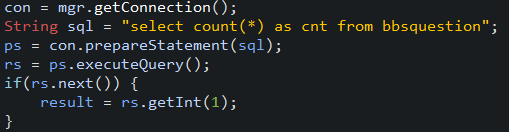 con = mgr.getConnection();
String sql = "select count(*) as cnt from bbsquestion";
ps = con.prepareStatement(sql);
rs = ps.executeQuery();
if(rs.next()) {
    result = rs.getInt(1);
}